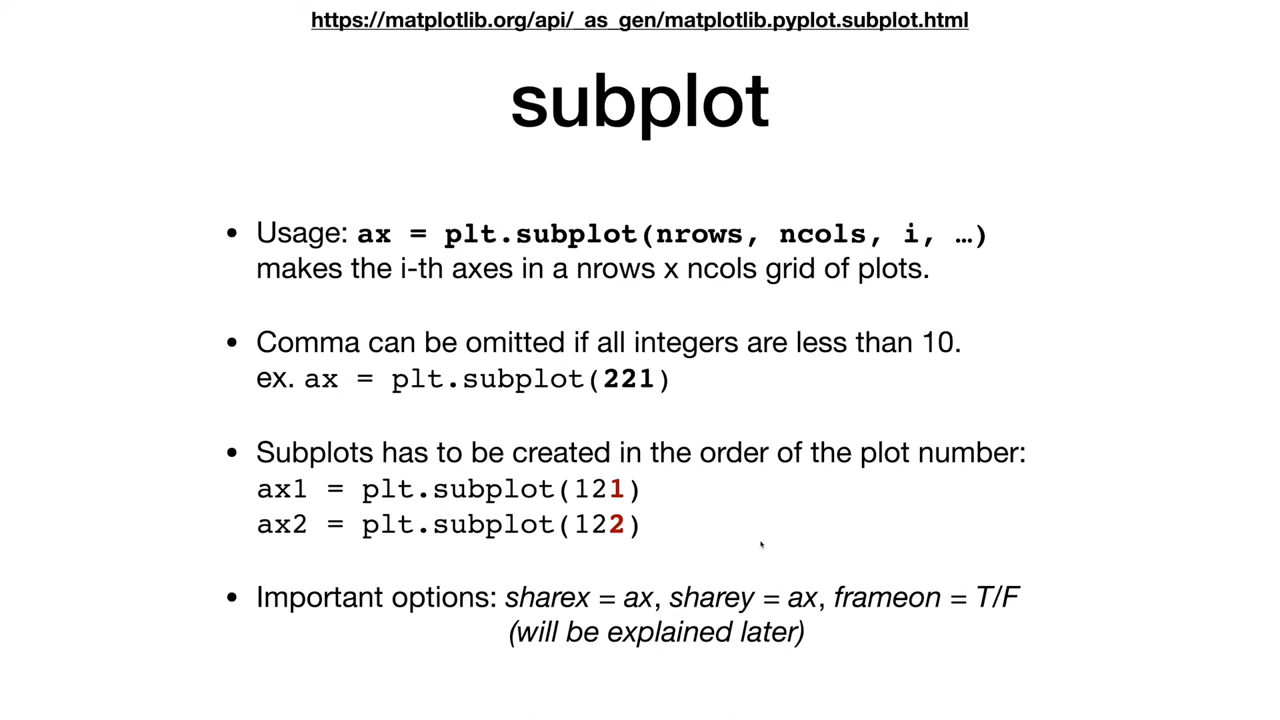 https://matplotlib.org/api/_as_gen/matplotlib.pyplot.subplot.html
subplot
• Usage: ax = plt.subplot(nrows, ncols, i, …)
makes the i-th axes in a nrows x ncols grid of plots.
• Comma can be omitted if all integers are less than 10.
ex. ax = plt.subplot(221)
• Subplots has to be created in the order of the plot number:
ax1 = plt.subplot(121)
ax2 = plt.subplot(122)
• Important options: sharex = ax, sharey = ax, frameon = T/F
(will be explained later)